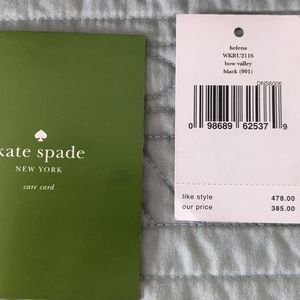 kate spade
NEW YORK
care card
helena
WKRU2116
bow valley
black (001)
DNS6006
0 98689 62537 9
like style 478.00
our price 385.00